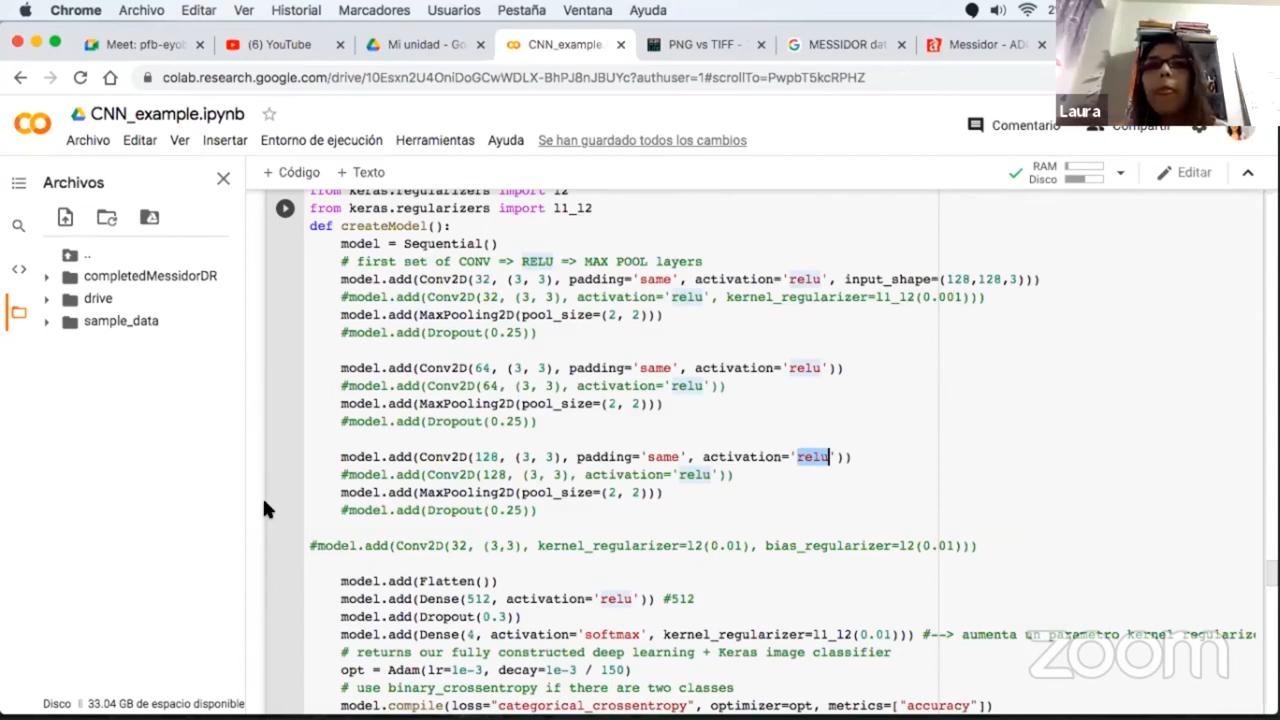 Chrome Archivo Editar Ver Historial Marcadores Usuarios Pestaña Ventana Ayuda
Meet: pfb-eyob (6) YouTube Mi unidad - Go CNN_example. PNG vs TIFF - MESSIDOR dat Messidor - AD
colab.research.google.com/drive/10Esxn2U4OniDoGCwWDLX-BhPJ8nJBUYc?authuser=1#scrollTo=PwpbT5kcRPHZ
Laura
CNN_example.ipynb
Comentario Compartir
Archivo Editar Ver Insertar Entorno de ejecución Herramientas Ayuda Se han guardado todos los cambios
Archivos
+ Código + Texto
RAM
Disco
Editar
..
completedMessidorDR
drive
sample_data
from keras.regularizers import l2
from keras.regularizers import l1_l2
def createModel():
model = Sequential()
# first set of CONV => RELU => MAX POOL layers
model.add(Conv2D(32, (3, 3), padding='same', activation='relu', input_shape=(128,128,3)))
#model.add(Conv2D(32, (3, 3), activation='relu', kernel_regularizer=l1_l2(0.001)))
model.add(MaxPooling2D(pool_size=(2, 2)))
#model.add(Dropout(0.25))
model.add(Conv2D(64, (3, 3), padding='same', activation='relu'))
#model.add(Conv2D(64, (3, 3), activation='relu'))
model.add(MaxPooling2D(pool_size=(2, 2)))
#model.add(Dropout(0.25))
model.add(Conv2D(128, (3, 3), padding='same', activation='relu'))
#model.add(Conv2D(128, (3, 3), activation='relu'))
model.add(MaxPooling2D(pool_size=(2, 2)))
#model.add(Dropout(0.25))
#model.add(Conv2D(32, (3,3), kernel_regularizer=l2(0.01), bias_regularizer=l2(0.01)))
model.add(Flatten())
model.add(Dense(512, activation='relu')) #512
model.add(Dropout(0.3))
model.add(Dense(4, activation='softmax', kernel_regularizer=l1_l2(0.01))) #--> aumenta un parametro kernel regularize
# returns our fully constructed deep learning + Keras image classifier
opt = Adam(lr=1e-3, decay=1e-3 / 150)
# use binary_crossentropy if there are two classes
model.compile(loss="categorical_crossentropy", optimizer=opt, metrics=["accuracy"])
Disco 33.04 GB de espacio disponible
zoom